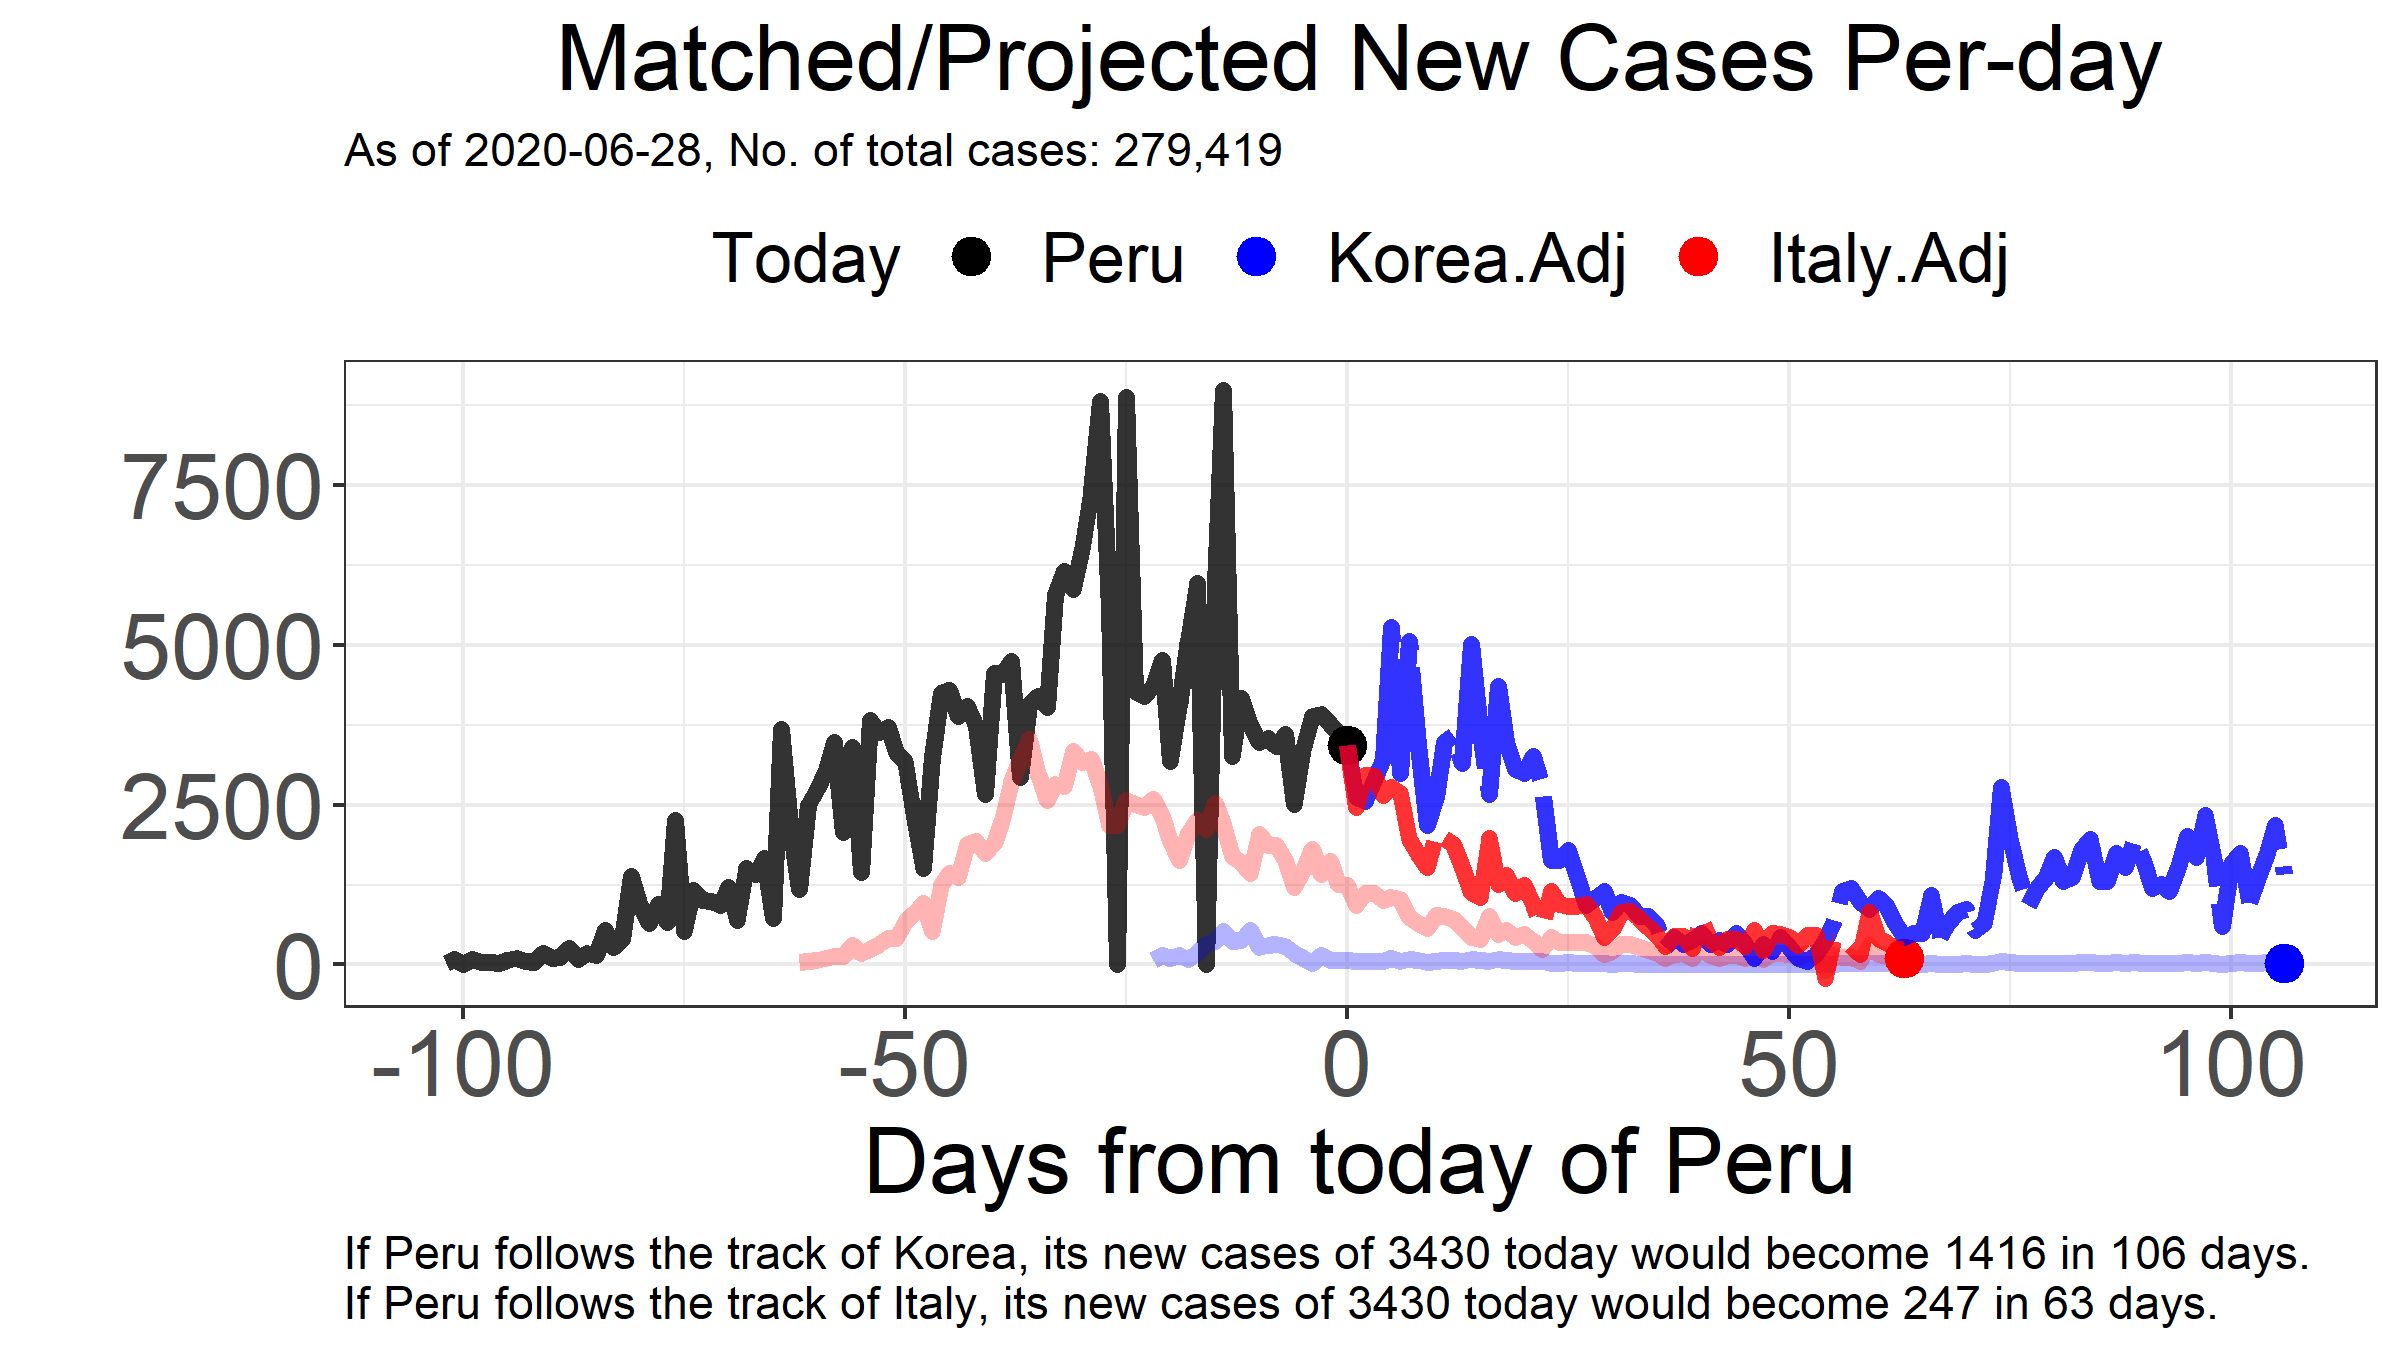 Matched/Projected New Cases Per-day
As of 2020-06-28, No. of total cases: 279,419
Today Peru Korea.Adj Italy.Adj
7500
5000
2500
0
-100 -50 0 50 100
Days from today of Peru
If Peru follows the track of Korea, its new cases of 3430 today would become 1416 in 106 days.
If Peru follows the track of Italy, its new cases of 3430 today would become 247 in 63 days.